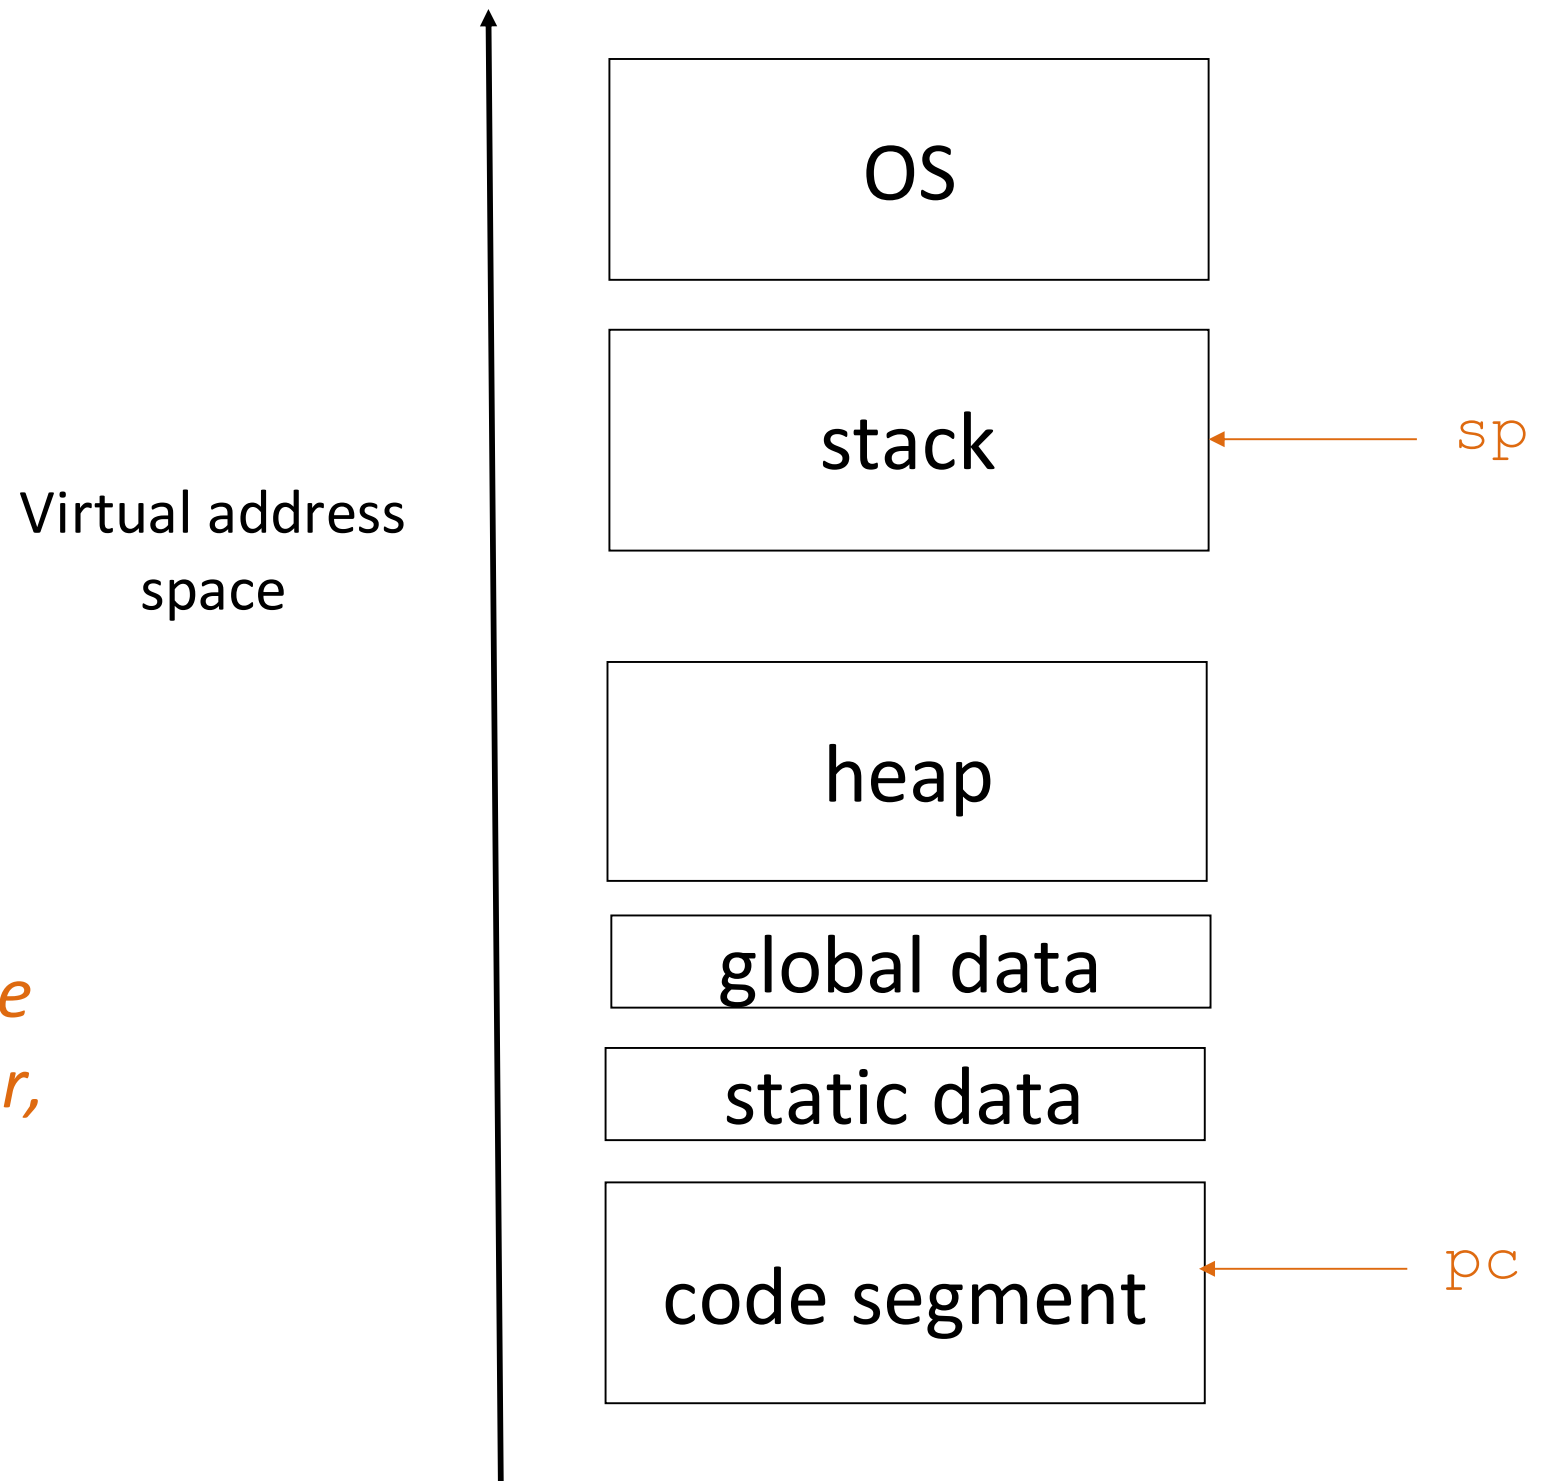 OS
stack
sp
Virtual address
space
heap
global data
e
r,
static data
pc
code segment